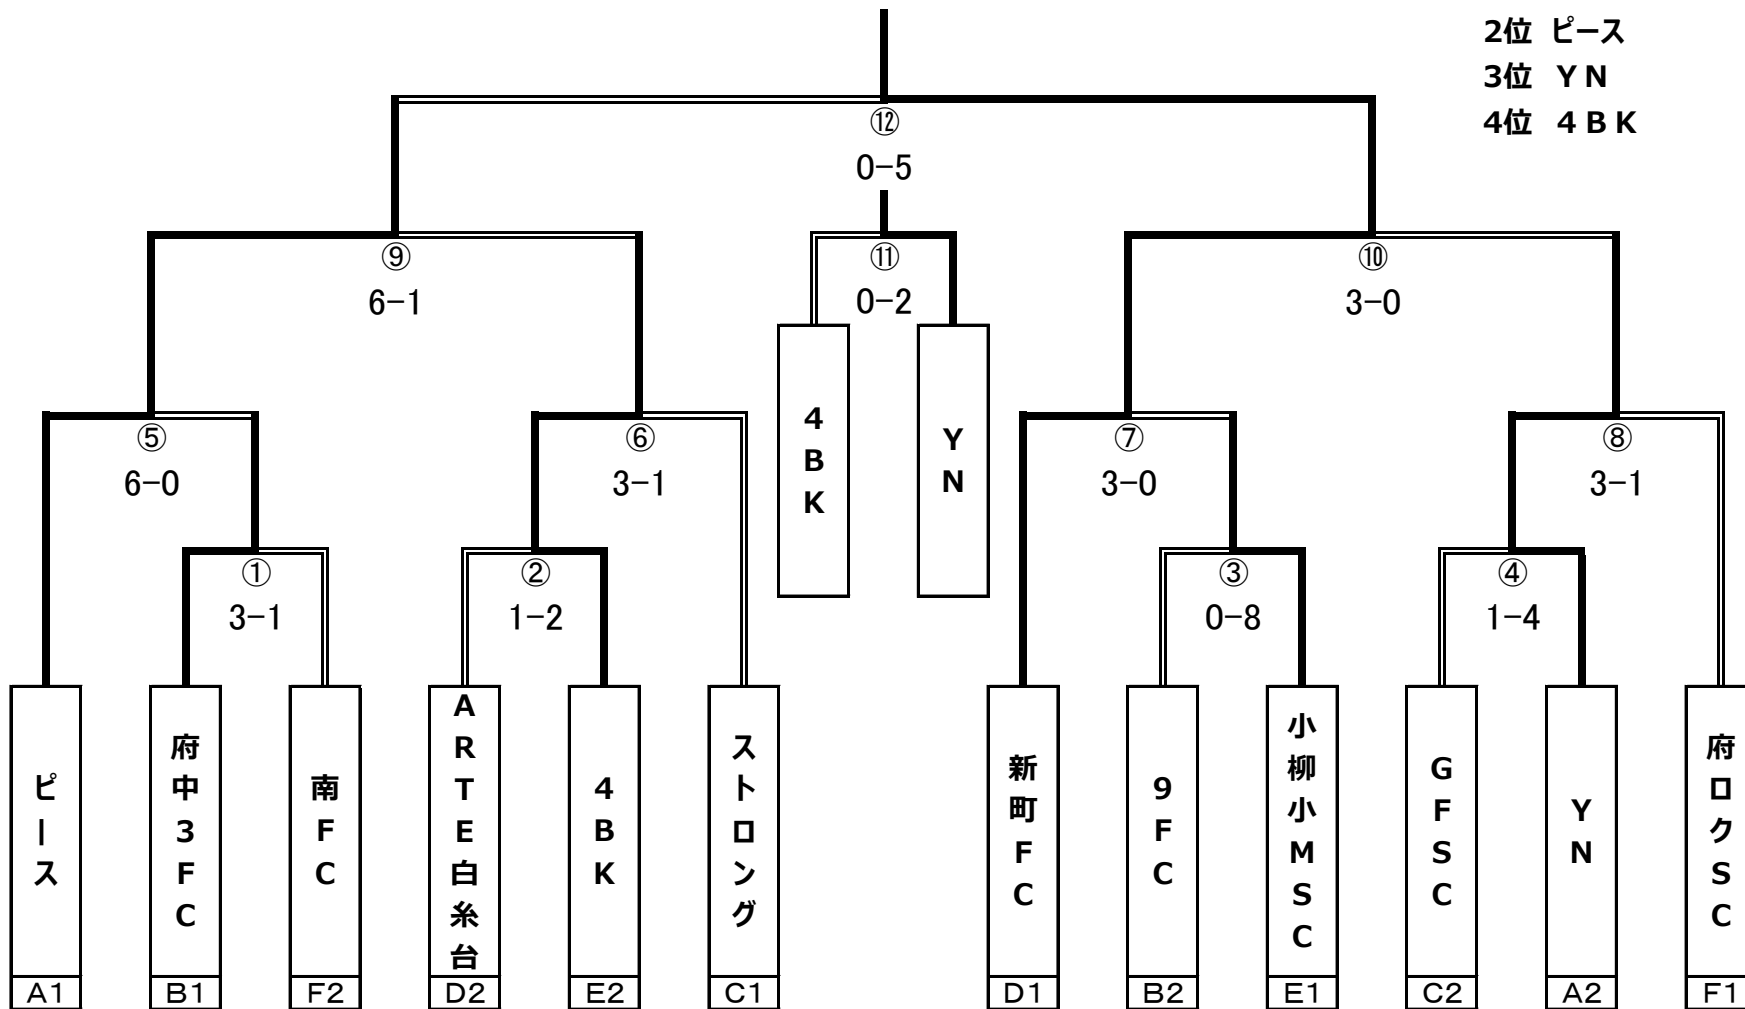 2位 ピース
3位 YN
4位 4BK
⑫
0-5
⑨
6-1
⑪
0-2
⑩
3-0
4BK
YN
⑤
6-0
⑥
3-1
⑦
3-0
⑧
3-1
①
3-1
②
1-2
③
0-8
④
1-4
ピース
府中3FC
南FC
ARTE白糸台
4BK
ストロング
新町FC
9FC
小柳小MSC
GFSC
YN
府ロクSC
A1
B1
F2
D2
E2
C1
D1
B2
E1
C2
A2
F1